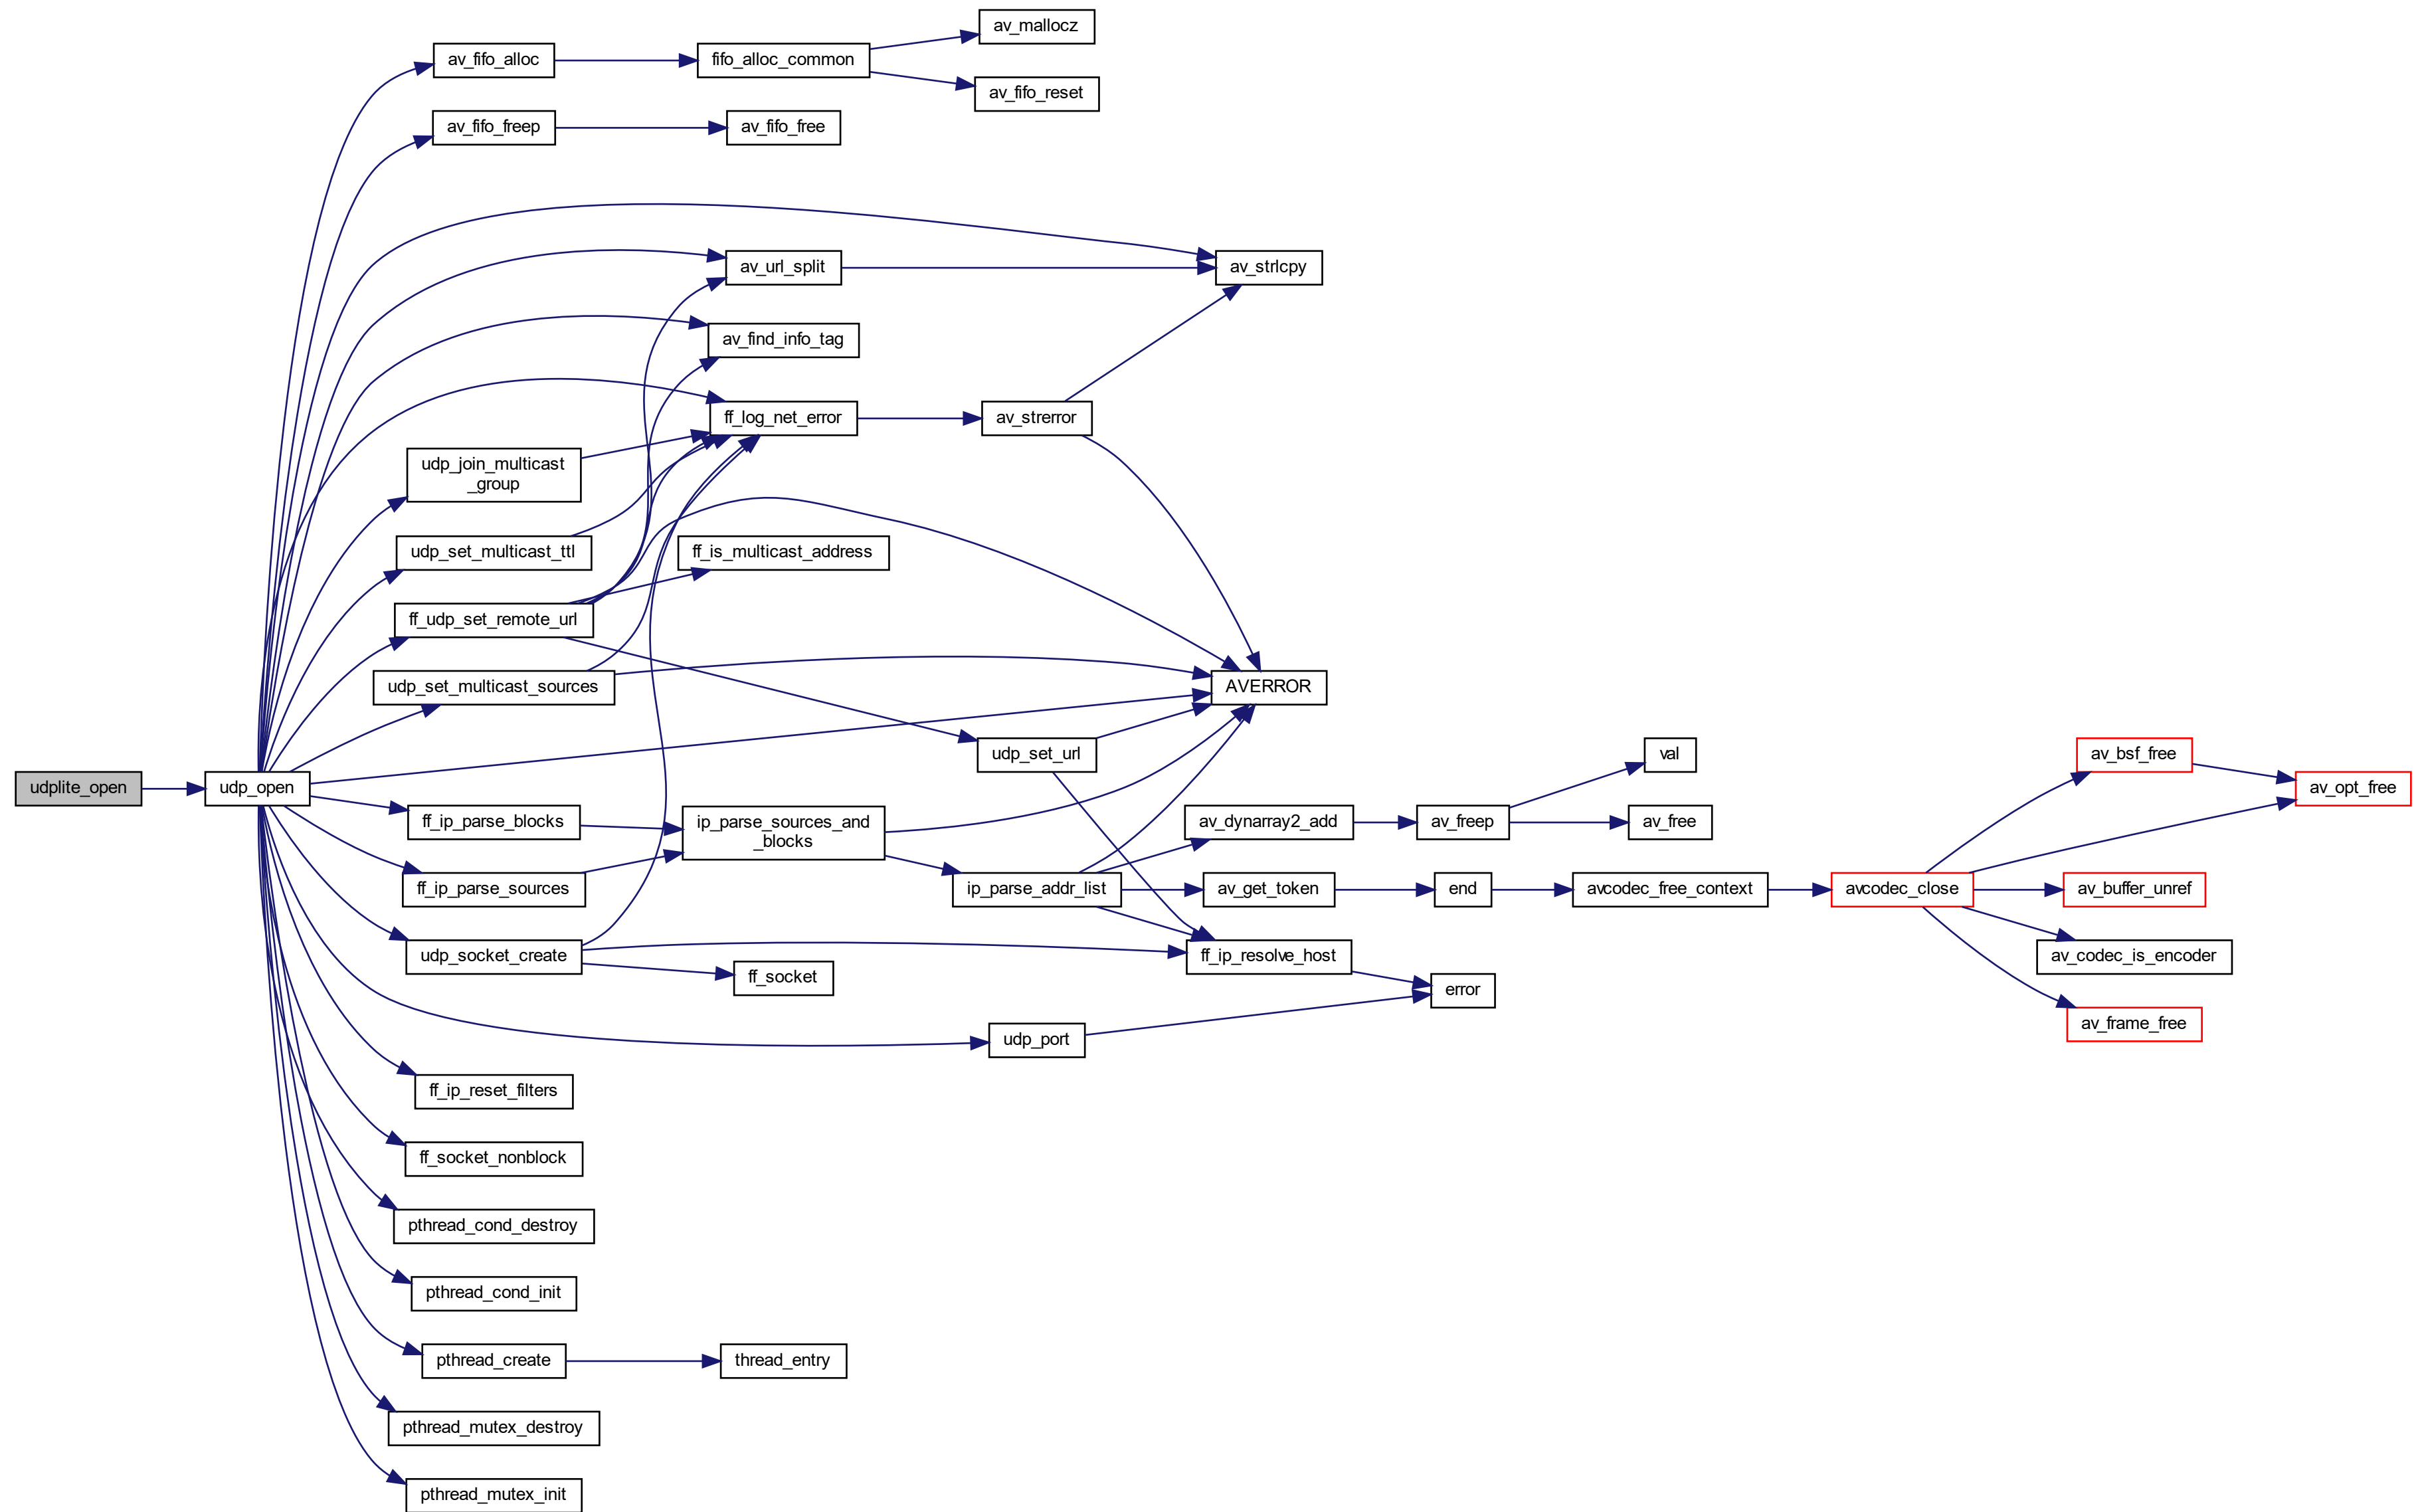 av_mallocz
av_fifo_alloc
fifo_alloc_common
av_fifo_reset
av_fifo_freep
av_fifo_free
av_url_split
av_strlcpy
av_find_info_tag
ff_log_net_error
av_strerror
udp_join_multicast
_group
udp_set_multicast_ttl
ff_is_multicast_address
ff_udp_set_remote_url
udp_set_multicast_sources
AVERROR
udp_set_url
val
av_bsf_free
udplite_open
udp_open
av_opt_free
ff_ip_parse_blocks
ip_parse_sources_and
_blocks
av_dynarray2_add
av_freep
av_free
ff_ip_parse_sources
ip_parse_addr_list
av_get_token
end
avcodec_free_context
avcodec_close
av_buffer_unref
udp_socket_create
ff_ip_resolve_host
av_codec_is_encoder
ff_socket
error
av_frame_free
udp_port
ff_ip_reset_filters
ff_socket_nonblock
pthread_cond_destroy
pthread_cond_init
pthread_create
thread_entry
pthread_mutex_destroy
pthread_mutex_init